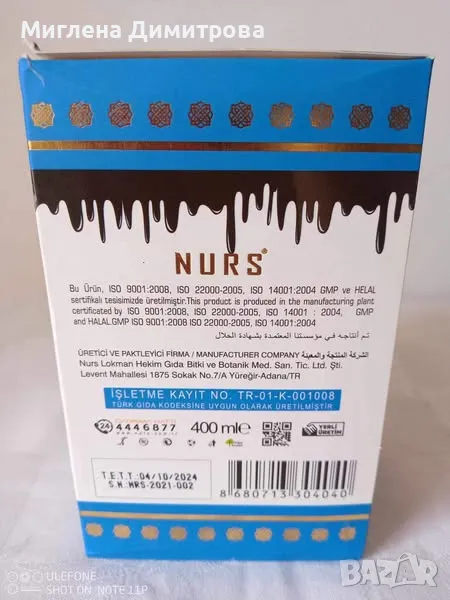 Миглена Димитрова
NURS®
Bu Ürün, ISO 9001:2008, ISO 22000-2005, ISO 14001:2004 GMP ve HELAL
sertifikalı tesisimizde üretilmiştir.This product is produced in the manufacturing plant
certificated by ISO 9001:2008, ISO 22000-2005, ISO 14001 : 2004, GMP
and HALAL.GMP ISO 9001:2008 ISO 22000-2005, ISO 14001:2004
تم أنتاجه في مؤسستنا المعتمدة بشهادة الحلال
ÜRETİCİ VE PAKTLEYİCİ FİRMA / MANUFACTURER COMPANY الشركة المنتجة والمعبئة
Nurs Lokman Hekim Gıda Bitki ve Botanik Med. San. Tic. Ltd. Şti.
Levent Mahallesi 1875 Sokak No.7/A Yüreğir-Adana/TR
İŞLETME KAYIT NO. TR-01-K-001008
TÜRK GIDA KODEKSİNE UYGUN OLARAK ÜRETİLMİŞTİR
24 4446877 400 ml e YERLİ ÜRETİM
T.E.T.T.:04/10/2024
S.N.:NRS-2021-002
8 680713 304040
ULEFONE
SHOT ON NOTE 11P
BAZAR.bg